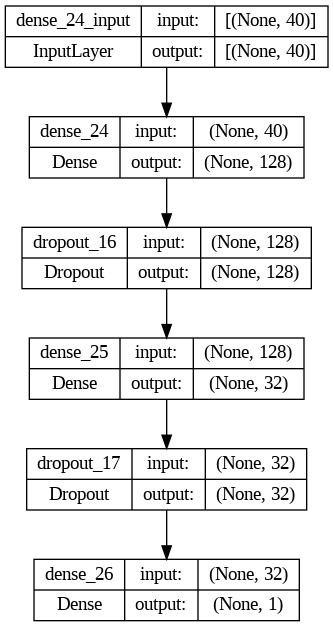 dense_24_input input: [(None, 40)]
InputLayer output: [(None, 40)]
dense_24 input: (None, 40)
Dense output: (None, 128)
dropout_16 input: (None, 128)
Dropout output: (None, 128)
dense_25 input: (None, 128)
Dense output: (None, 32)
dropout_17 input: (None, 32)
Dropout output: (None, 32)
dense_26 input: (None, 32)
Dense output: (None, 1)